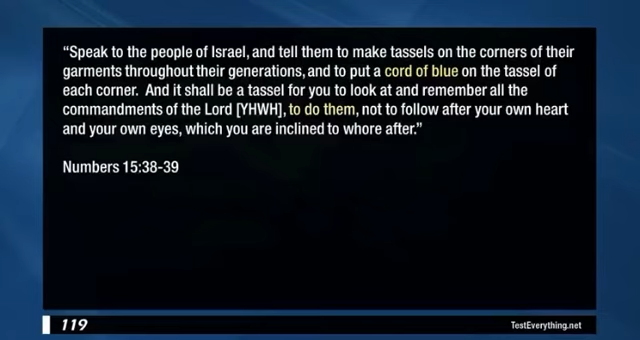 “Speak to the people of Israel, and tell them to make tassels on the corners of their
garments throughout their generations, and to put a cord of blue on the tassel of
each corner.  And it shall be a tassel for you to look at and remember all the
commandments of the Lord [YHWH], to do them, not to follow after your own heart
and your own eyes, which you are inclined to whore after.”
Numbers 15:38-39
119
TestEverything.net